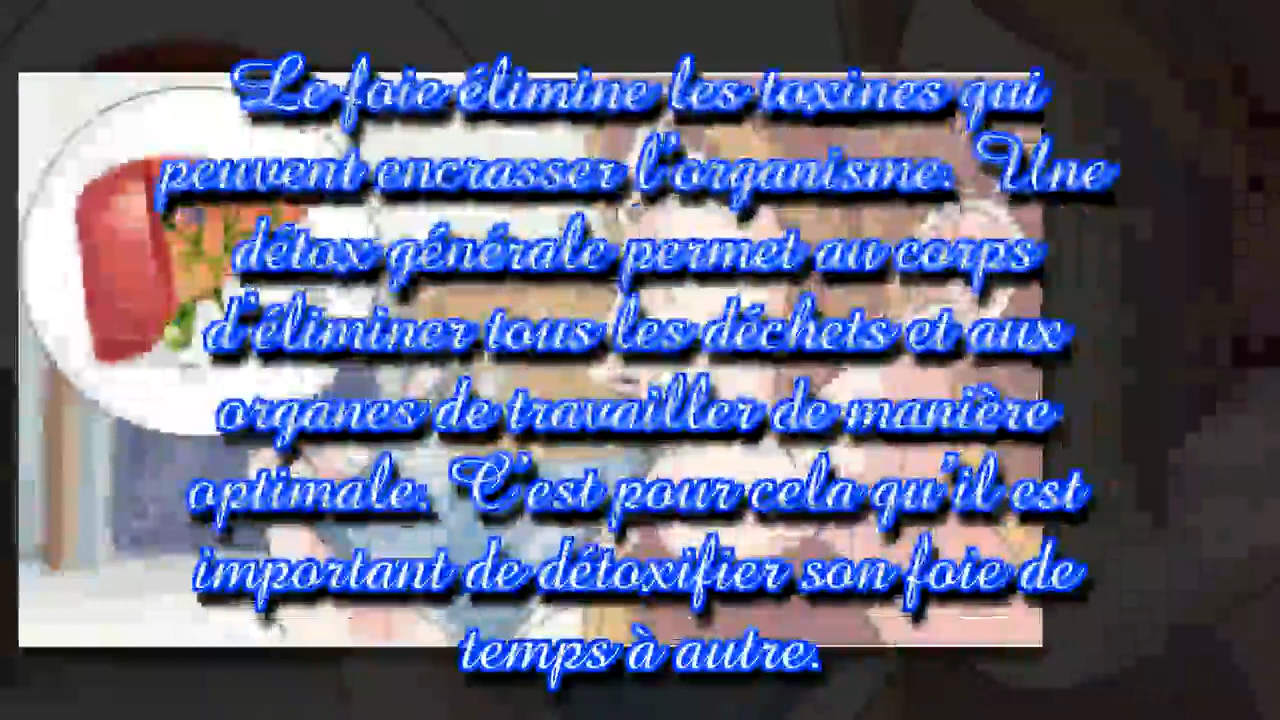 Le foie élimine les toxines qui
peuvent encrasser l'organisme. Une
détox générale permet au corps
d'éliminer tous les déchets et aux
organes de travailler de manière
optimale. C'est pour cela qu'il est
important de détoxifier son foie de
temps à autre.